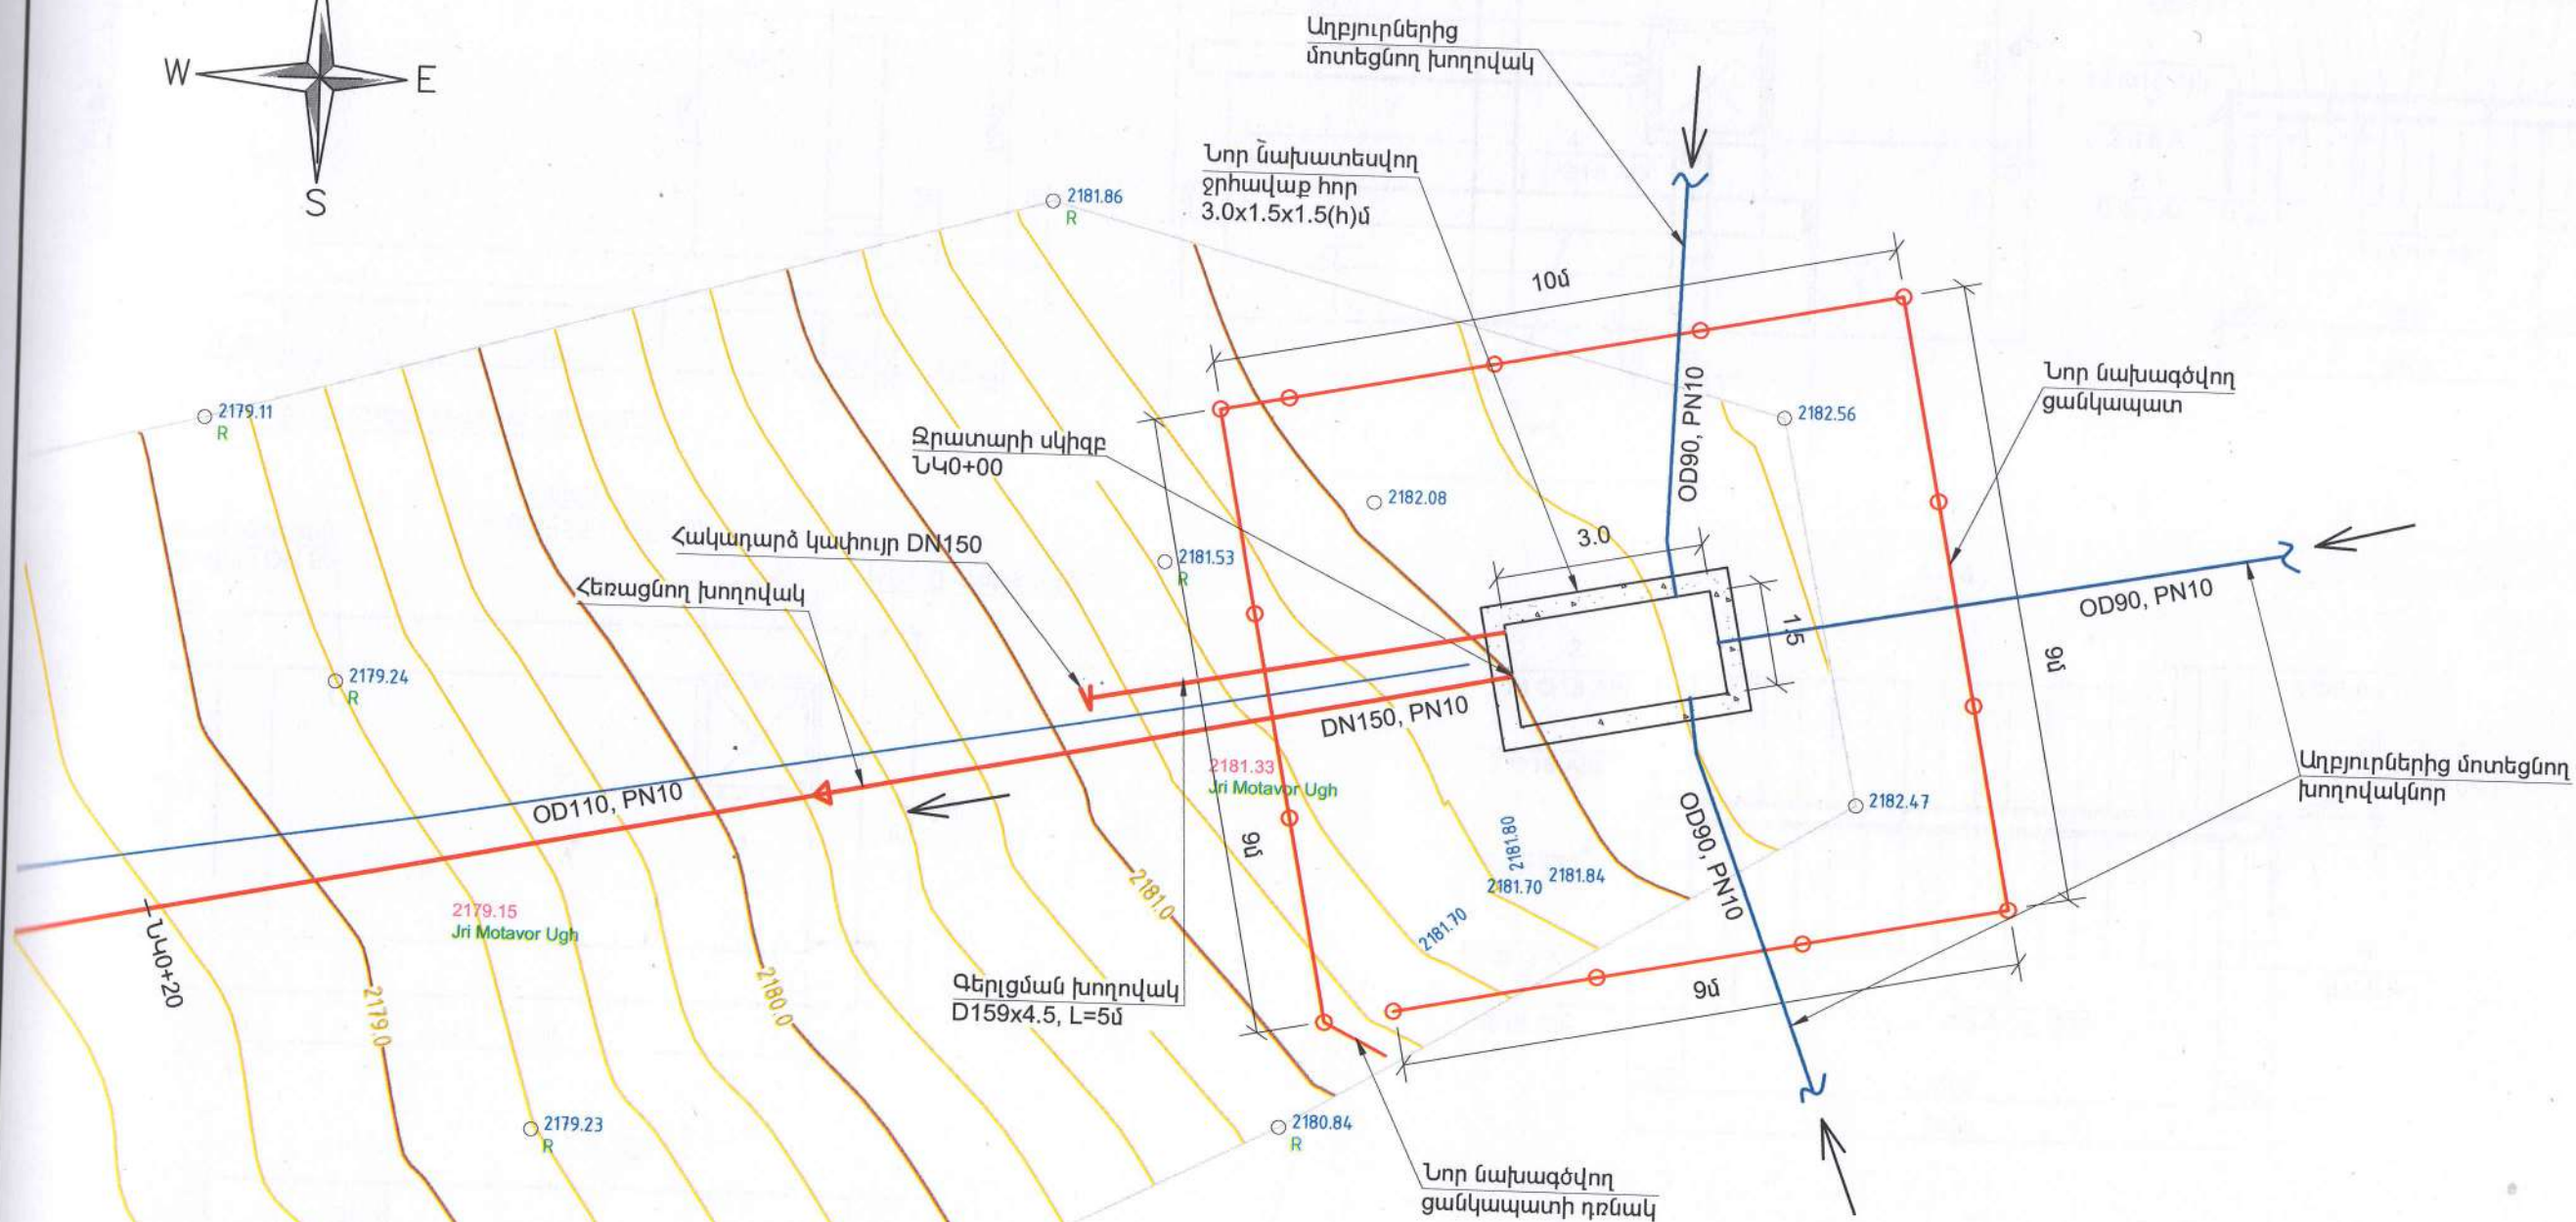 W
E
S
Աղբյուրներից
մոտեցնող խողովակ
Նոր նախատեսվող
ջրհավաք հոր
3.0x1.5x1.5(h)մ
2181.86
R
10մ
Նոր նախագծվող
ցանկապատ
2179.11
R
2182.56
OD90, PN10
Ջրատարի սկիզբ
ՆԿ0+00
2182.08
3.0
Հակադարձ կափույր DN150
2181.53
R
Հեռացնող խողովակ
OD90, PN10
1.5
9մ
2179.24
R
DN150, PN10
2181.33
Jri Motavor Ugh
Աղբյուրներից մոտեցնող
խողովակնոր
OD110, PN10
2182.47
OD90, PN10
9մ
2181.80
2181.84
2181.70
2181.70
2181.0
2179.15
Jri Motavor Ugh
ՆԿ0+20
2180.0
2179.0
Գերլցման խողովակ
D159x4.5, L=5մ
9մ
2179.23
R
2180.84
R
Նոր նախագծվող
ցանկապատի դռնակ